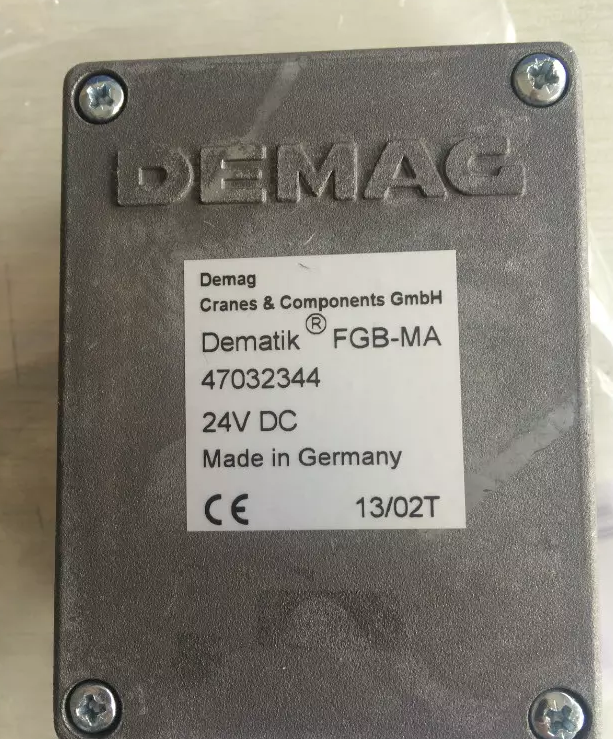 DEMAG
Demag
Cranes & Components GmbH
Dematik® FGB-MA
47032344
24V DC
Made in Germany
CE 13/02T